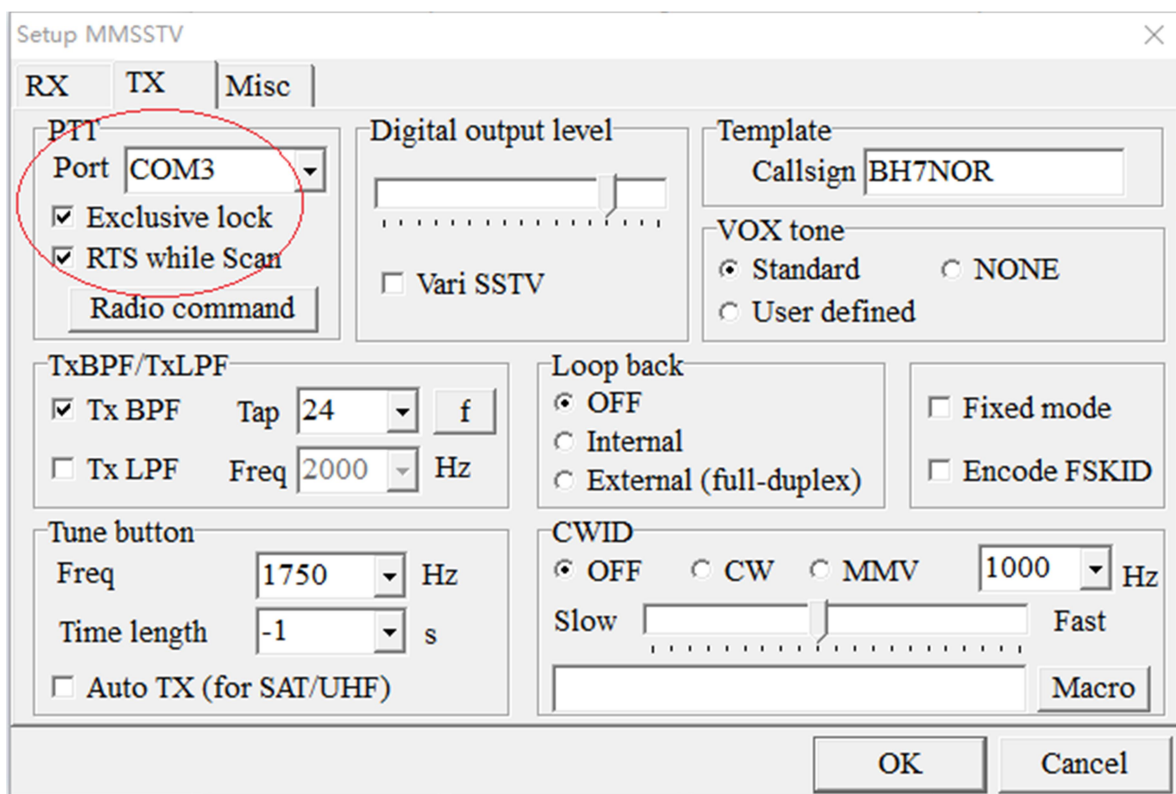 Setup MMSSTV
RX TX Misc
PTT
Port COM3
Exclusive lock
RTS while Scan
Radio command
Digital output level
Vari SSTV
Template
Callsign BH7NOR
VOX tone
Standard NONE
User defined
TxBPF/TxLPF
Tx BPF Tap 24 f
Tx LPF Freq 2000 Hz
Loop back
OFF
Internal
External (full-duplex)
Fixed mode
Encode FSKID
Tune button
Freq 1750 Hz
Time length -1 s
Auto TX (for SAT/UHF)
CWID
OFF CW MMV 1000 Hz
Slow Fast
Macro
OK Cancel